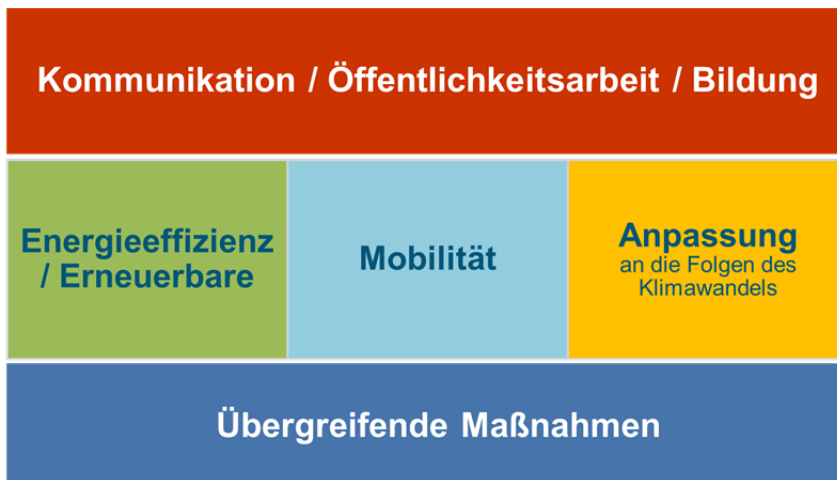 Kommunikation / Öffentlichkeitsarbeit / Bildung
Energieeffizienz
/ Erneuerbare
Mobilität
Anpassung
an die Folgen des
Klimawandels
Übergreifende Maßnahmen